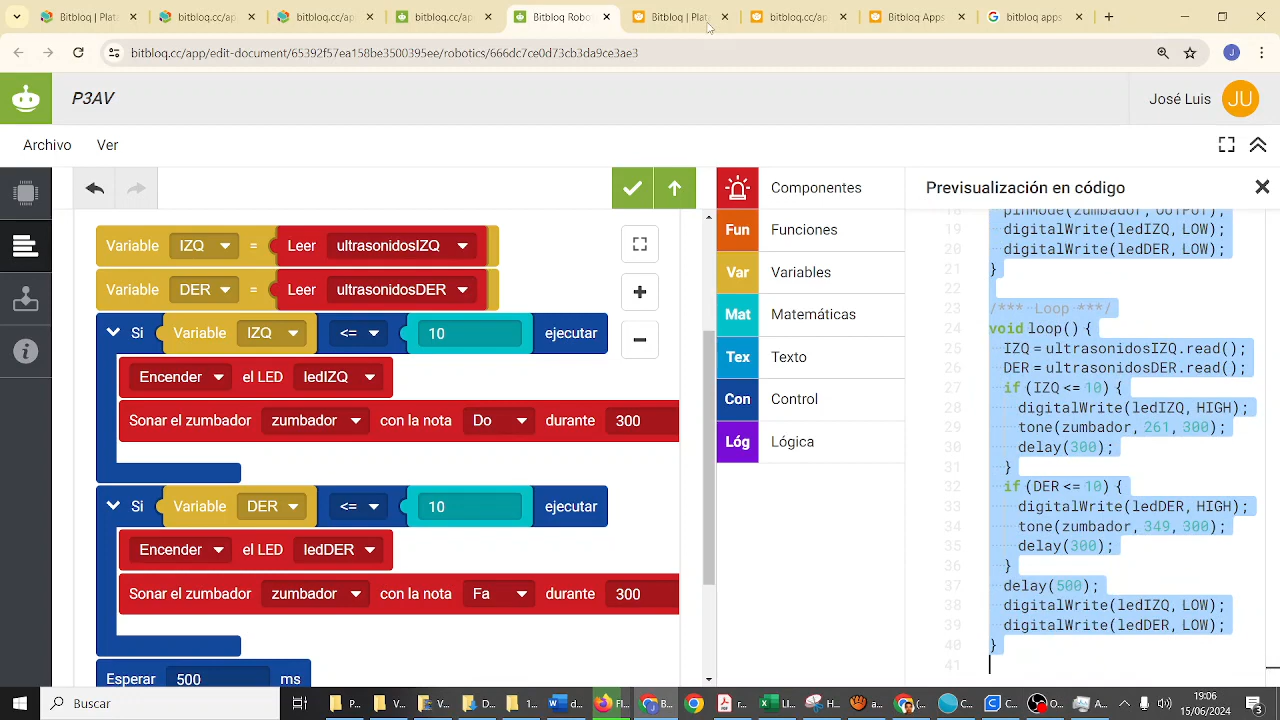 bitbloq.cc/ap
bitbloq.cc/ap
bitbloq.cc/ap
bitbloq.cc/ap
Bitbloq Robo
Bitbloq | Plat
bitbloq.cc/ap
Bitbloq Apps
bitbloq apps
bitbloq.cc/app/edit-document/65392f57ea158be3500395ee/robotics/666dc7ce0d73cb3da9ce3ae3
J
P3AV
José Luis
JU
Archivo
Ver
Componentes
Previsualización en código
Variable IZQ = Leer ultrasonidosIZQ
Variable DER = Leer ultrasonidosDER
Si Variable IZQ <= 10 ejecutar
Encender el LED ledIZQ
Sonar el zumbador zumbador con la nota Do durante 300
Si Variable DER <= 10 ejecutar
Encender el LED ledDER
Sonar el zumbador zumbador con la nota Fa durante 300
Esperar 500 ms
Fun Funciones
Var Variables
Mat Matemáticas
Tex Texto
Con Control
Lóg Lógica
18 pinMode(zumbador, OUTPUT);
19 digitalWrite(ledIZQ, LOW);
20 digitalWrite(ledDER, LOW);
21 }
22
23 /*** Loop ***/
24 void loop() {
25 IZQ = ultrasonidosIZQ.read();
26 DER = ultrasonidosDER.read();
27 if (IZQ <= 10) {
28 digitalWrite(ledIZQ, HIGH);
29 tone(zumbador, 261, 300);
30 delay(300);
31 }
32 if (DER <= 10) {
33 digitalWrite(ledDER, HIGH);
34 tone(zumbador, 349, 300);
35 delay(300);
36 }
37 delay(500);
38 digitalWrite(ledIZQ, LOW);
39 digitalWrite(ledDER, LOW);
40 }
41
Buscar
P...
V...
V...
D...
1...
d...
F...
B...
C...
F...
L...
H...
a...
C...
C...
C...
(...
19:06
15/06/2024
3